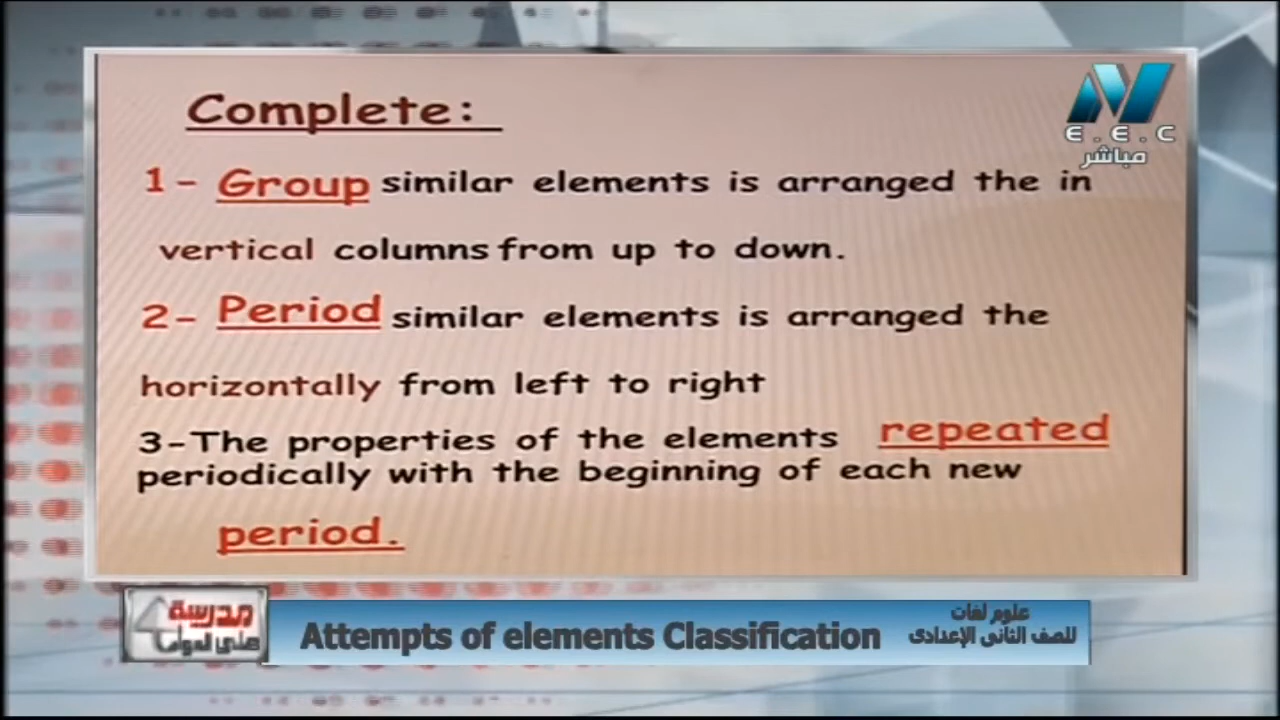 Complete:
1- Group similar elements is arranged the in
vertical columns from up to down.
2- Period similar elements is arranged the
horizontally from left to right
3-The properties of the elements repeated
periodically with the beginning of each new
period.
E.E.C
مباشر
مدرسة
على الهواء
Attempts of elements Classification
علوم لغات
للصف الثانى الإعدادى